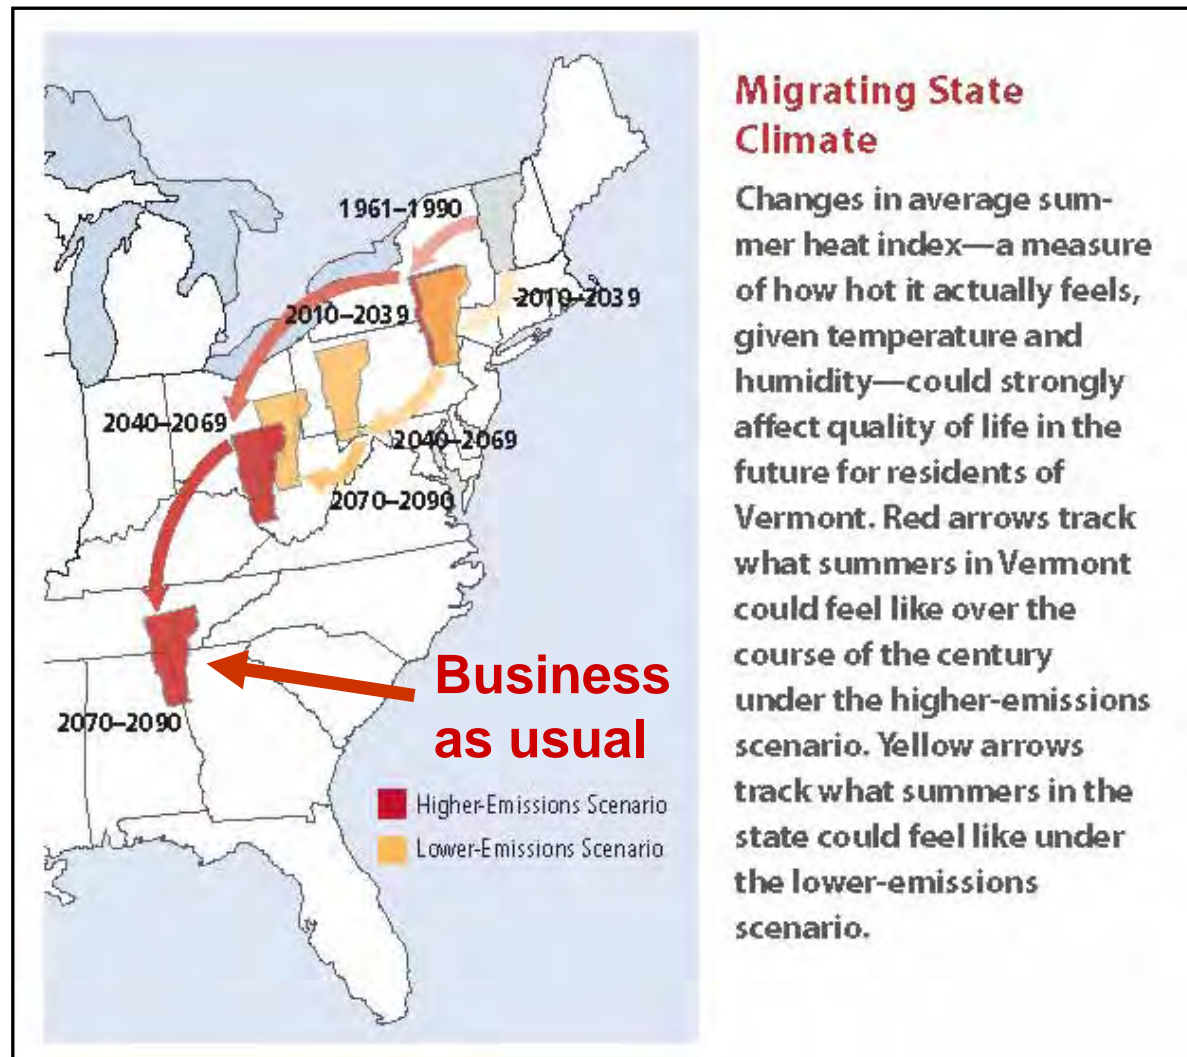 Migrating State
Climate
Changes in average sum-
mer heat index—a measure
of how hot it actually feels,
given temperature and
humidity—could strongly
affect quality of life in the
future for residents of
Vermont. Red arrows track
what summers in Vermont
could feel like over the
course of the century
under the higher-emissions
scenario. Yellow arrows
track what summers in the
state could feel like under
the lower-emissions
scenario.
1961–1990
2010–2039
2010–2039
2040–2069
2040–2069
2070–2090
2070–2090
Business
as usual
Higher-Emissions Scenario
Lower-Emissions Scenario